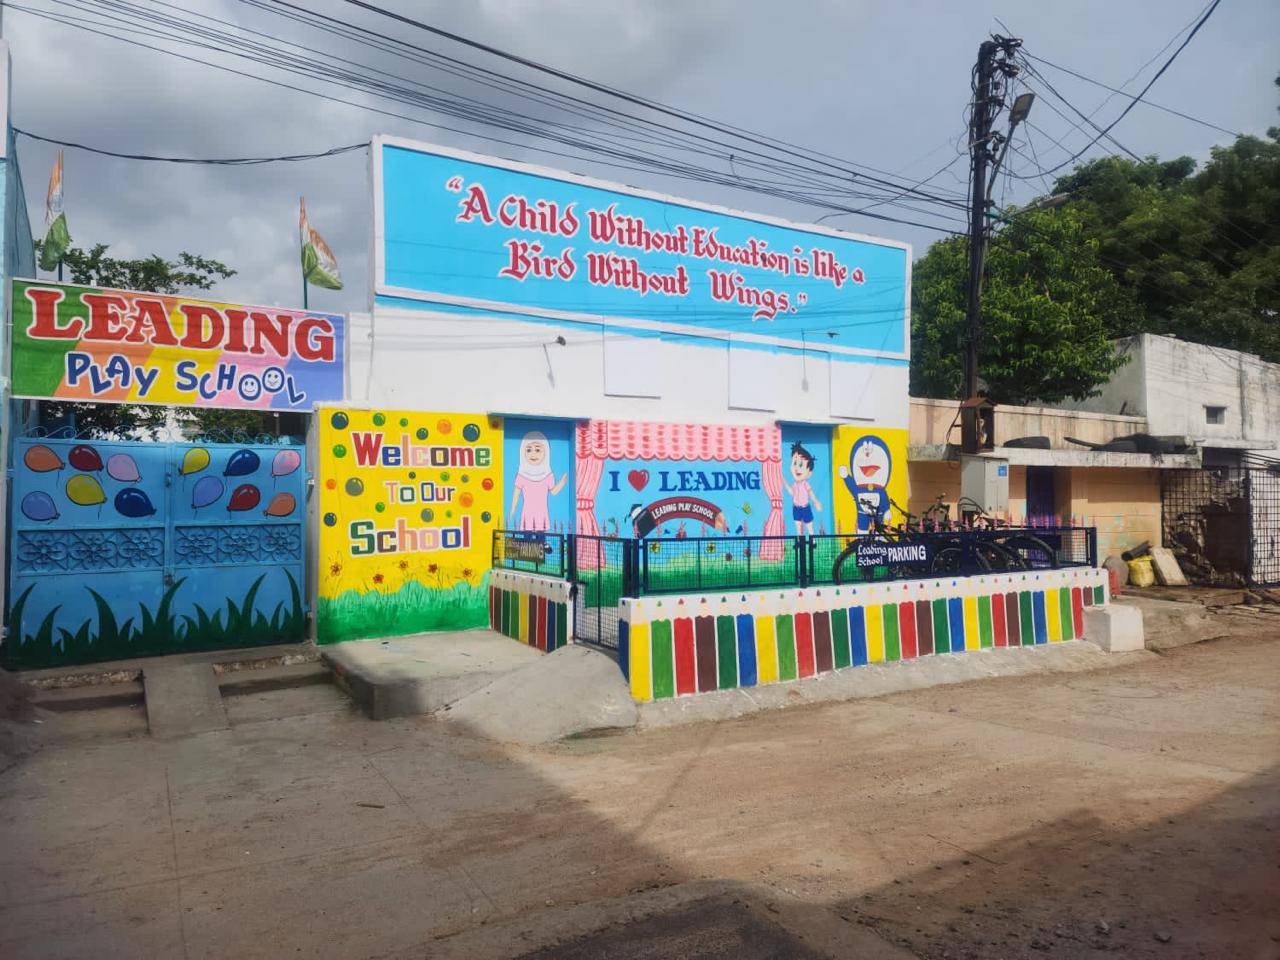 LEADING
PLAY SCHOOL
"A Child Without Education is like a
Bird Without Wings."
Welcome
To Our
School
I ❤ LEADING
LEADING PLAY SCHOOL
Leading
School PARKING
PARKING